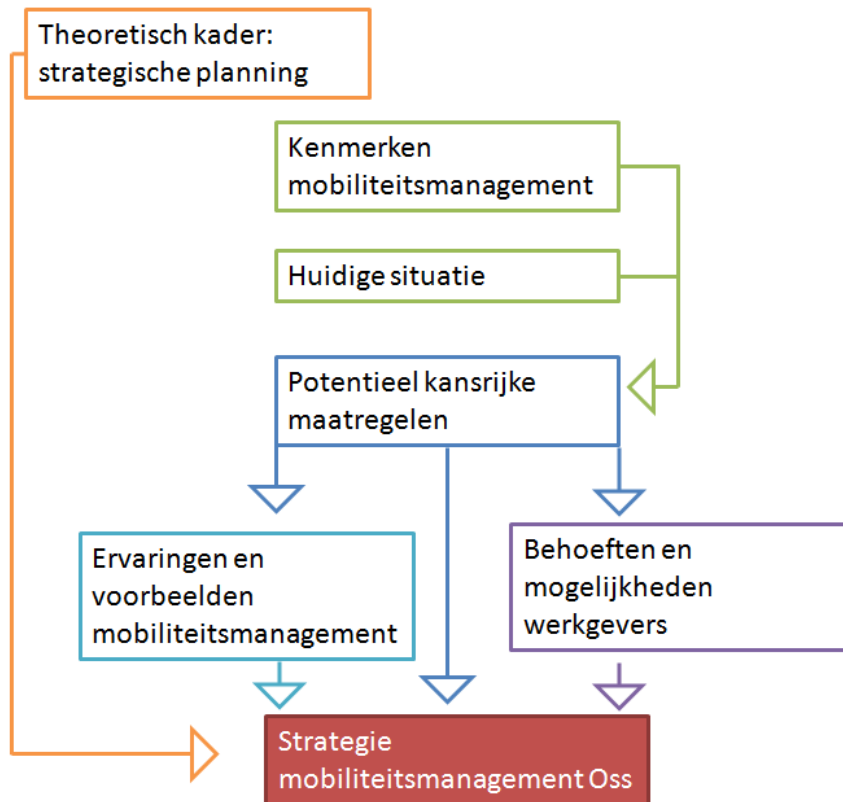 Theoretisch kader:
strategische planning
Kenmerken
mobiliteitsmanagement
Huidige situatie
Potentieel kansrijke
maatregelen
Ervaringen en
voorbeelden
mobiliteitsmanagement
Behoeften en
mogelijkheden
werkgevers
Strategie
mobiliteitsmanagement Oss